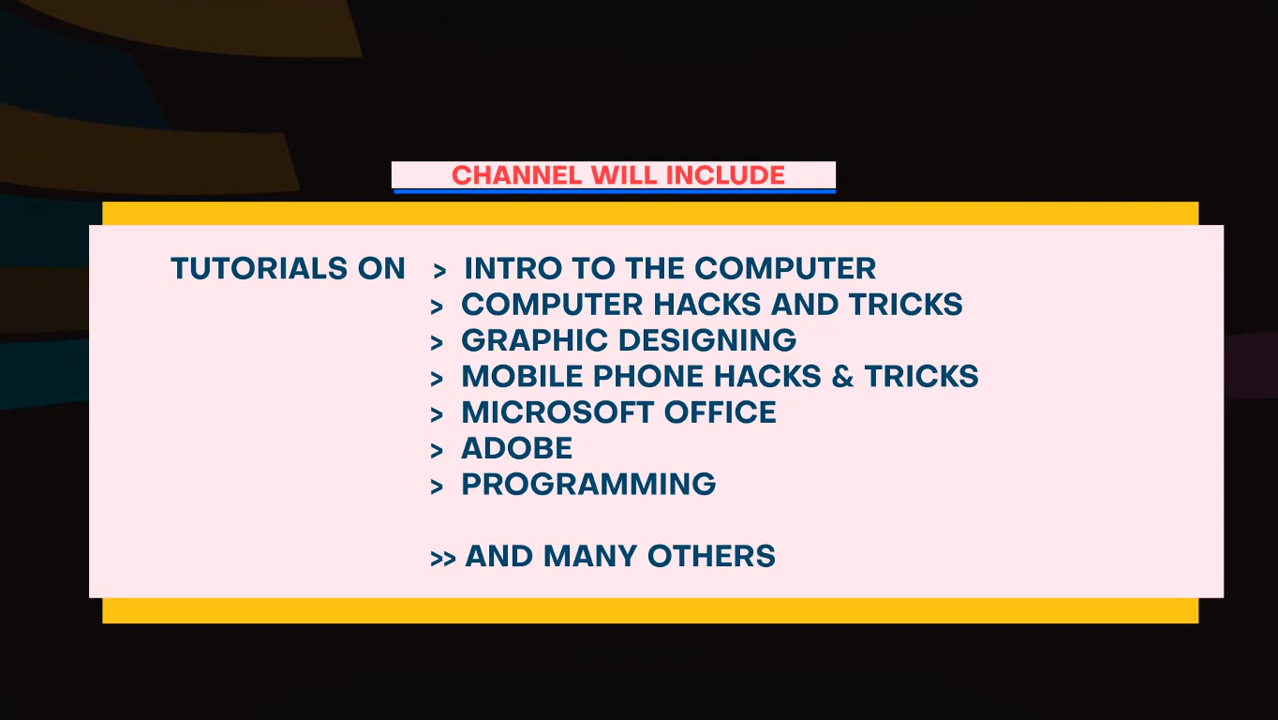 CHANNEL WILL INCLUDE
TUTORIALS ON > INTRO TO THE COMPUTER
> COMPUTER HACKS AND TRICKS
> GRAPHIC DESIGNING
> MOBILE PHONE HACKS & TRICKS
> MICROSOFT OFFICE
> ADOBE
> PROGRAMMING
>> AND MANY OTHERS